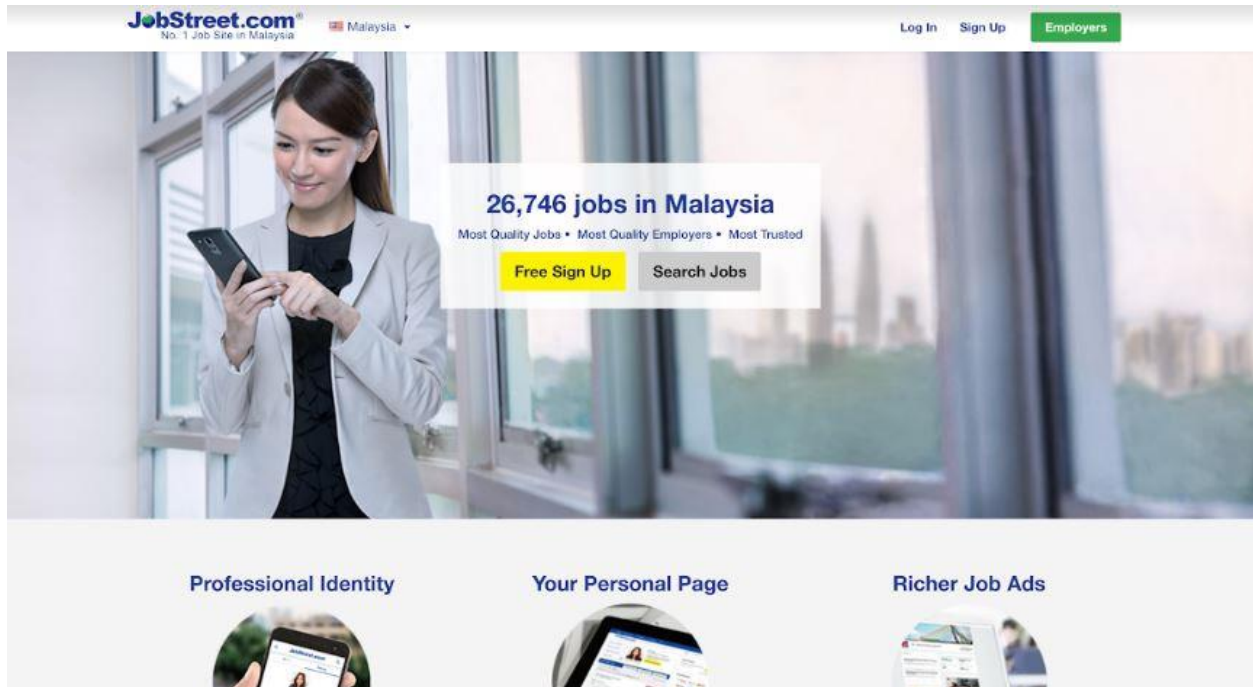 JobStreet.com®
No. 1 Job Site in Malaysia
Malaysia
Log In
Sign Up
Employers
26,746 jobs in Malaysia
Most Quality Jobs • Most Quality Employers • Most Trusted
Free Sign Up
Search Jobs
Professional Identity
Your Personal Page
Richer Job Ads
JobStreet.com